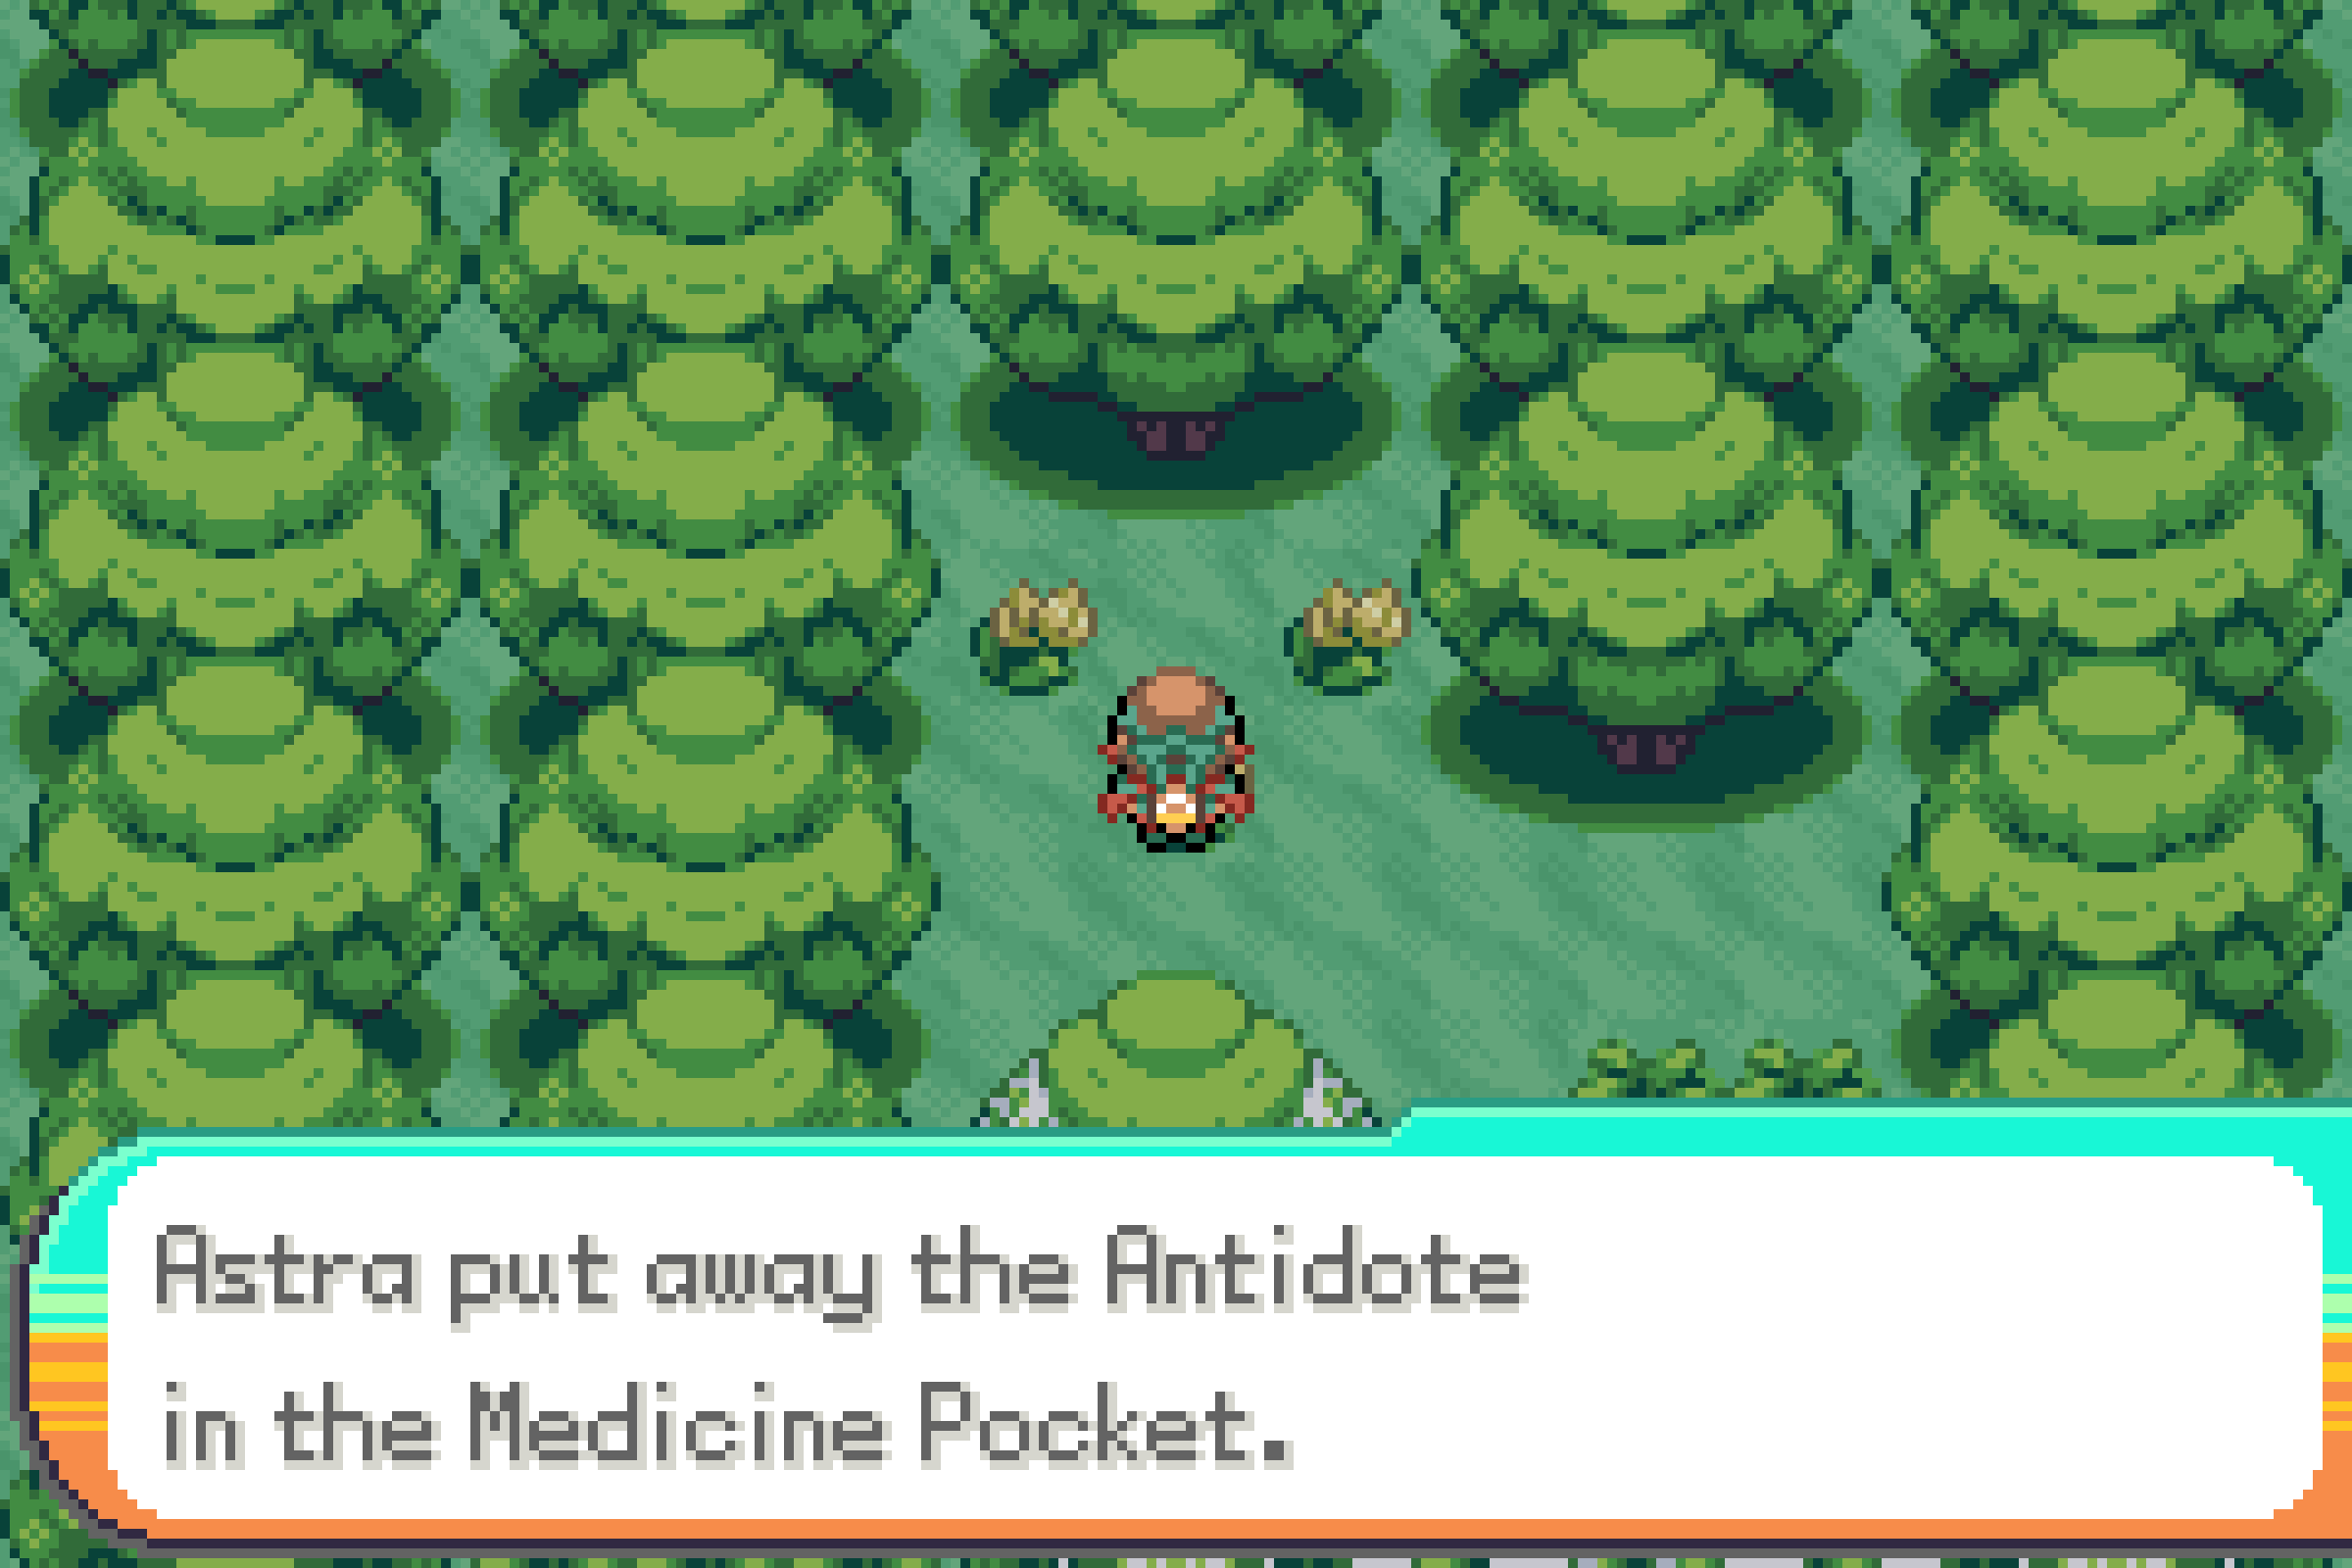 Astra put away the Antidote
in the Medicine Pocket.